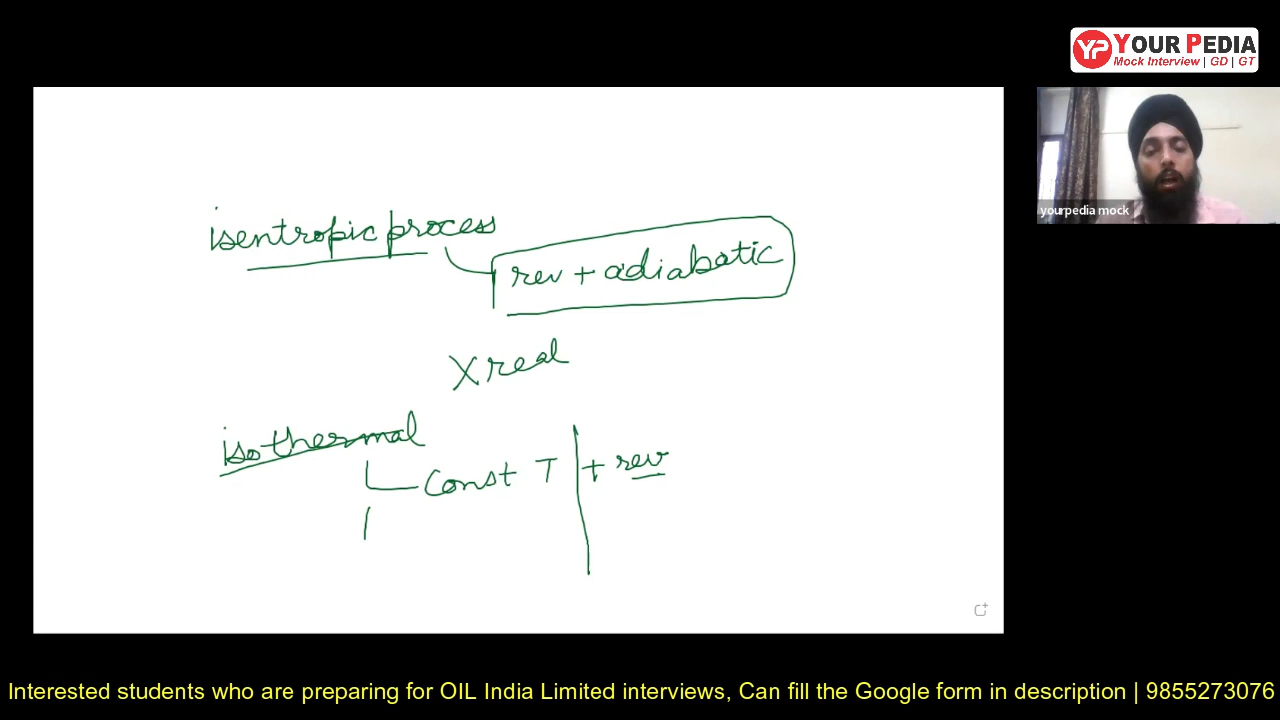 YP YOUR PEDIA
Mock Interview | GD | GT
yourpedia mock
isentropic process
rev + adiabatic
X real
isothermal
Const T + rev
Interested students who are preparing for OIL India Limited interviews, Can fill the Google form in description | 9855273076